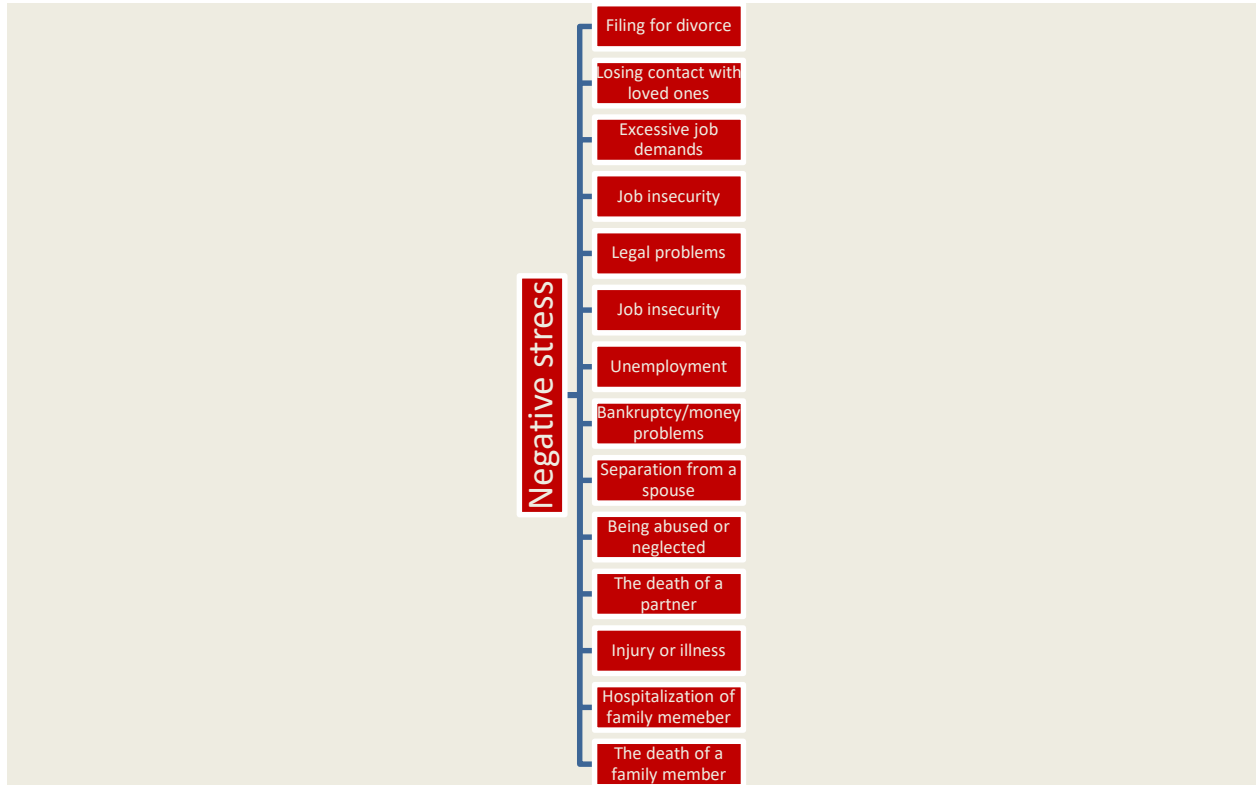 Negative stress
Filing for divorce
Losing contact with
loved ones
Excessive job
demands
Job insecurity
Legal problems
Job insecurity
Unemployment
Bankruptcy/money
problems
Separation from a
spouse
Being abused or
neglected
The death of a
partner
Injury or illness
Hospitalization of
family memeber
The death of a
family member